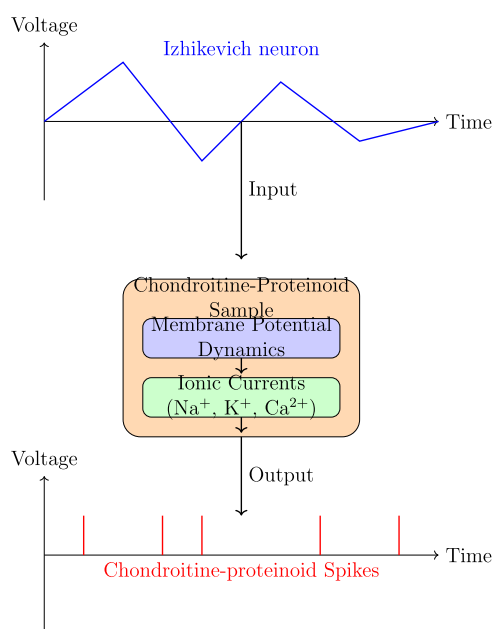 Voltage
Izhikevich neuron
Time
Input
Chondroitine-Proteinoid
Sample
Membrane Potential
Dynamics
Ionic Currents
(Na⁺, K⁺, Ca²⁺)
Output
Voltage
Time
Chondroitine-proteinoid Spikes